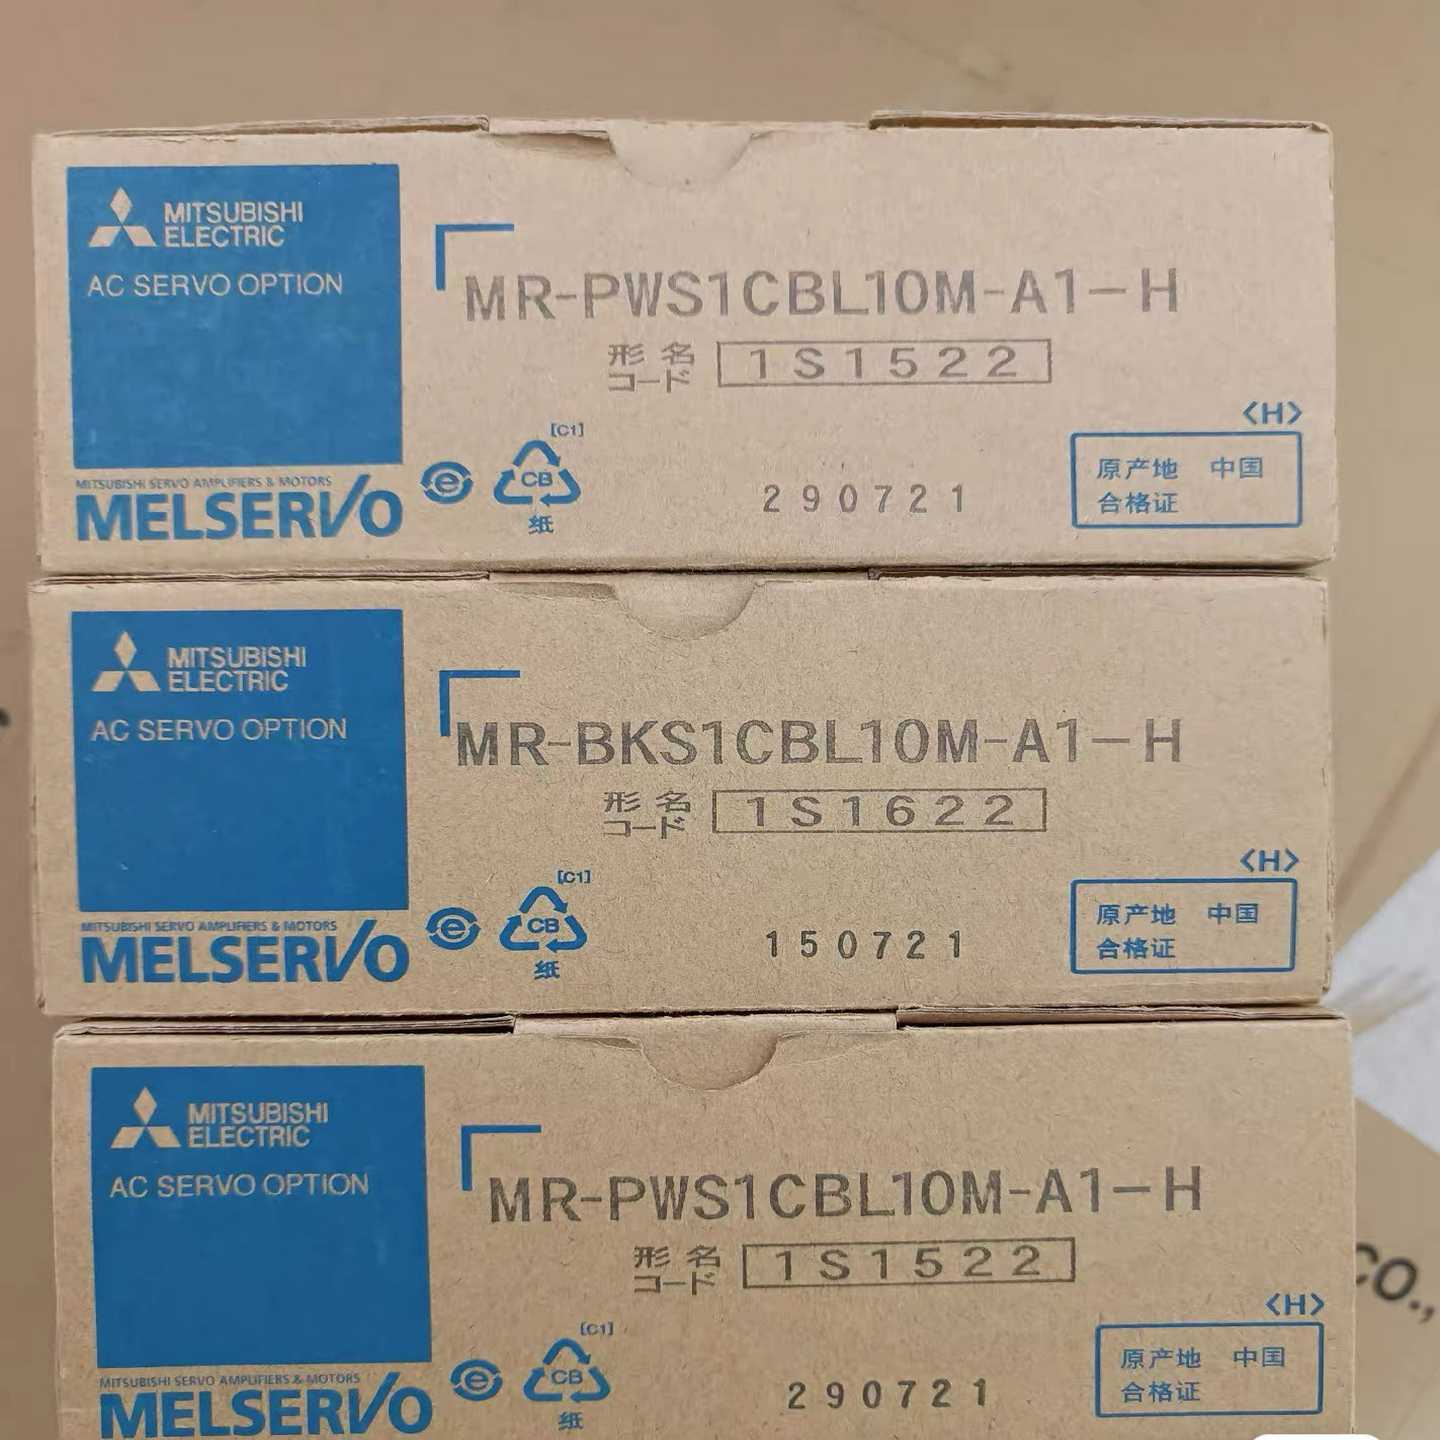 MITSUBISHI
ELECTRIC
AC SERVO OPTION
MR-PWS1CBL10M-A1-H
形名
コード
1S1522
<H>
[C1]
CB
纸
e
MITSUBISHI SERVO AMPLIFIERS & MOTORS
MELSERVO
290721
原产地 中国
合格证
MITSUBISHI
ELECTRIC
AC SERVO OPTION
MR-BKS1CBL10M-A1-H
形名
コード
1S1622
<H>
[C1]
CB
纸
e
MITSUBISHI SERVO AMPLIFIERS & MOTORS
MELSERVO
150721
原产地 中国
合格证
MITSUBISHI
ELECTRIC
AC SERVO OPTION
MR-PWS1CBL10M-A1-H
形名
コード
1S1522
<H>
[C1]
CB
纸
e
MITSUBISHI SERVO AMPLIFIERS & MOTORS
MELSERVO
290721
原产地 中国
合格证
CO.,